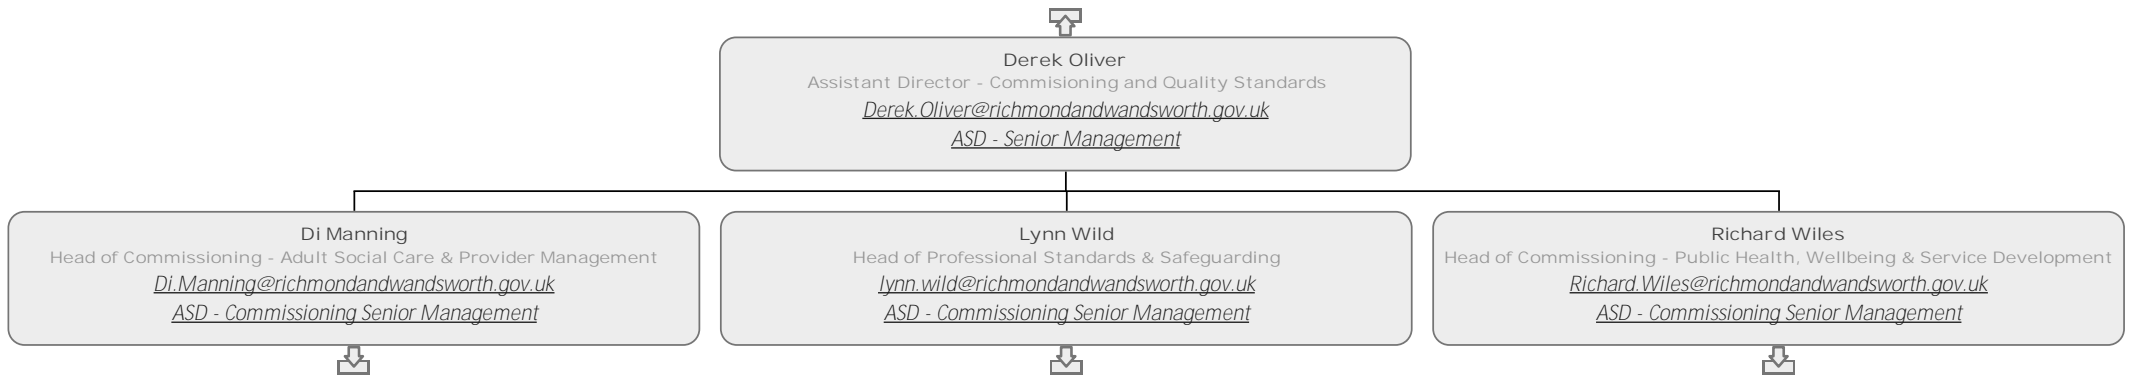 Derek Oliver
Assistant Director - Commisioning and Quality Standards
Derek.Oliver@richmondandwandsworth.gov.uk
ASD - Senior Management
Di Manning
Head of Commissioning - Adult Social Care & Provider Management
Di.Manning@richmondandwandsworth.gov.uk
ASD - Commissioning Senior Management
Lynn Wild
Head of Professional Standards & Safeguarding
lynn.wild@richmondandwandsworth.gov.uk
ASD - Commissioning Senior Management
Richard Wiles
Head of Commissioning - Public Health, Wellbeing & Service Development
Richard.Wiles@richmondandwandsworth.gov.uk
ASD - Commissioning Senior Management